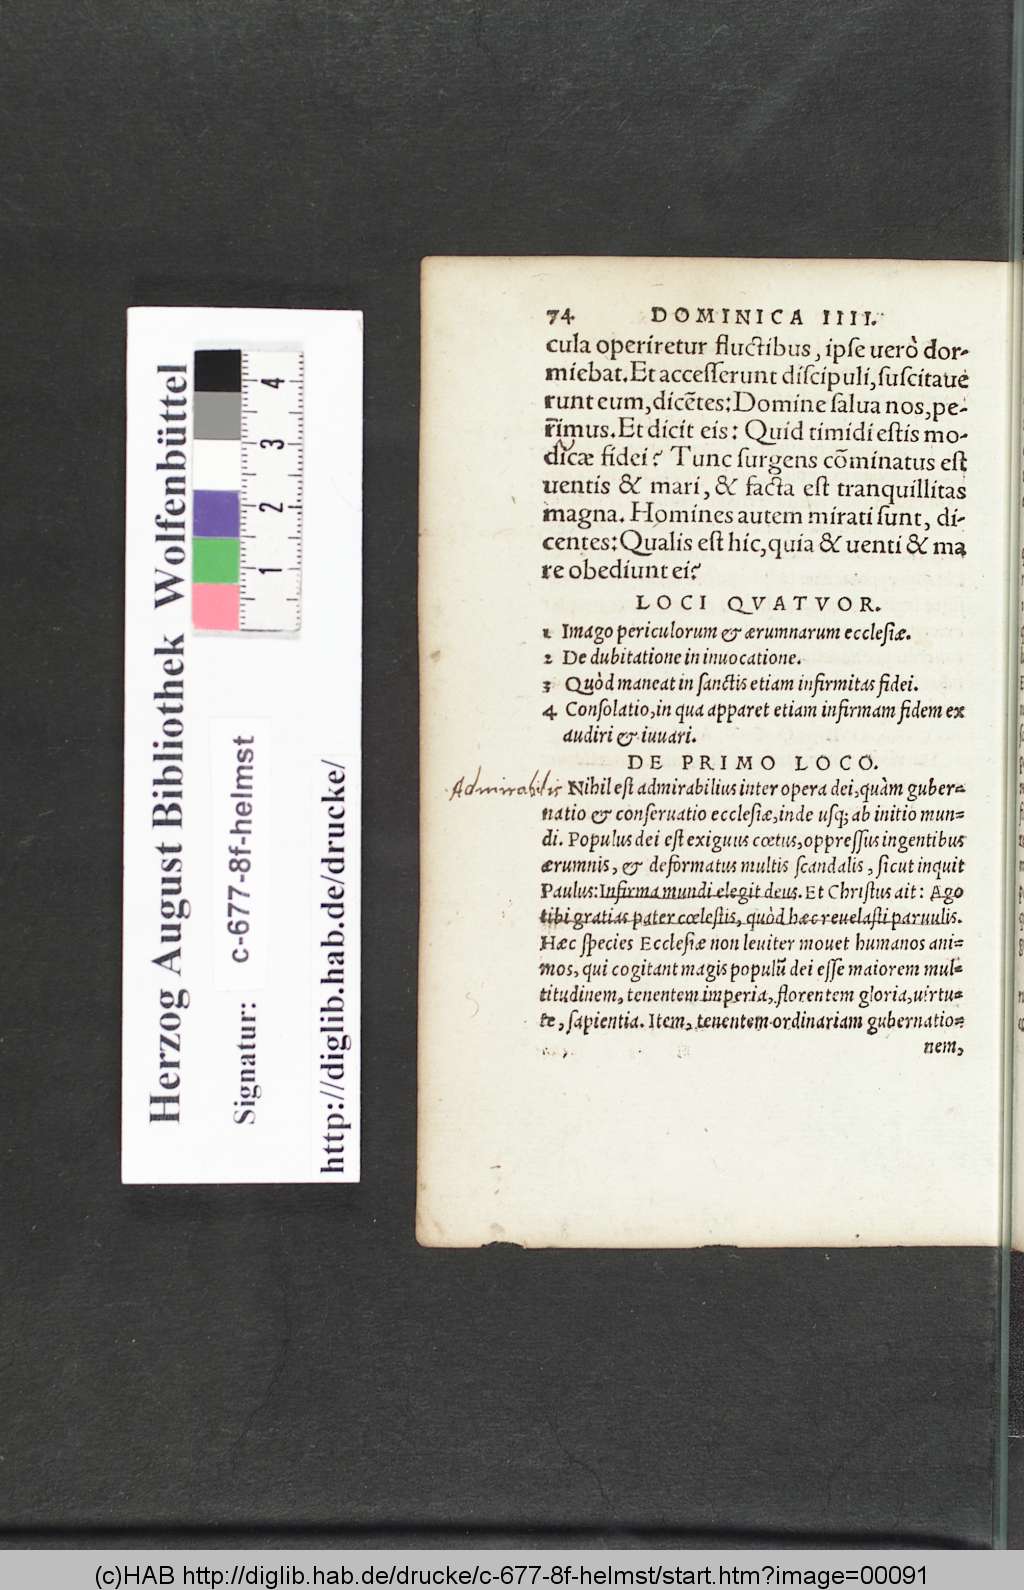 Herzog August Bibliothek Wolfenbüttel
Signatur: c-677-8f-helmst
http://diglib.hab.de/drucke/
1 2 3 4
74 DOMINICA IIII.
cula operiretur fluctibus, ipſe uerò dor-
miebat. Et acceſſerunt diſcipuli, ſuſcitaue
runt eum, dicẽtes: Domine ſalua nos, pe-
rimus. Et dicit eis: Quid timidi eſtis mo-
dicæ fidei? Tunc ſurgens cõminatus eſt
uentis & mari, & facta eſt tranquillitas
magna. Homines autem mirati ſunt, di-
centes: Qualis eſt hic, quia & uenti & ma
re obediunt ei?
LOCI QVATVOR.
1 Imago periculorum & ærumnarum eccleſiæ.
2 De dubitatione in inuocatione.
3 Quòd maneat in ſanctis etiam infirmitas fidei.
4 Conſolatio, in qua apparet etiam infirmam fidem ex
audiri & iuuari.
DE PRIMO LOCO.
Admirabilis
Nihil eſt admirabilius inter opera dei, quàm guber=
natio & conſeruatio eccleſiæ, inde uſq; ab initio mun=
di. Populus dei eſt exiguus cœtus, oppreſſus ingentibus
ærumnis, & deformatus multis ſcandalis, ſicut inquit
Paulus: Infirma mundi elegit deus. Et Chriſtus ait: Ago
tibi gratias pater cœleſtis, quòd hæc reuelaſti paruulis.
Hæc ſpecies Eccleſiæ non leuiter mouet humanos ani=
mos, qui cogitant magis populũ dei eſſe maiorem mul=
titudinem, tenentem imperia, florentem gloria, uirtu=
te, ſapientia. Item, tenentem ordinariam gubernatio=
nem,
(c)HAB http://diglib.hab.de/drucke/c-677-8f-helmst/start.htm?image=00091